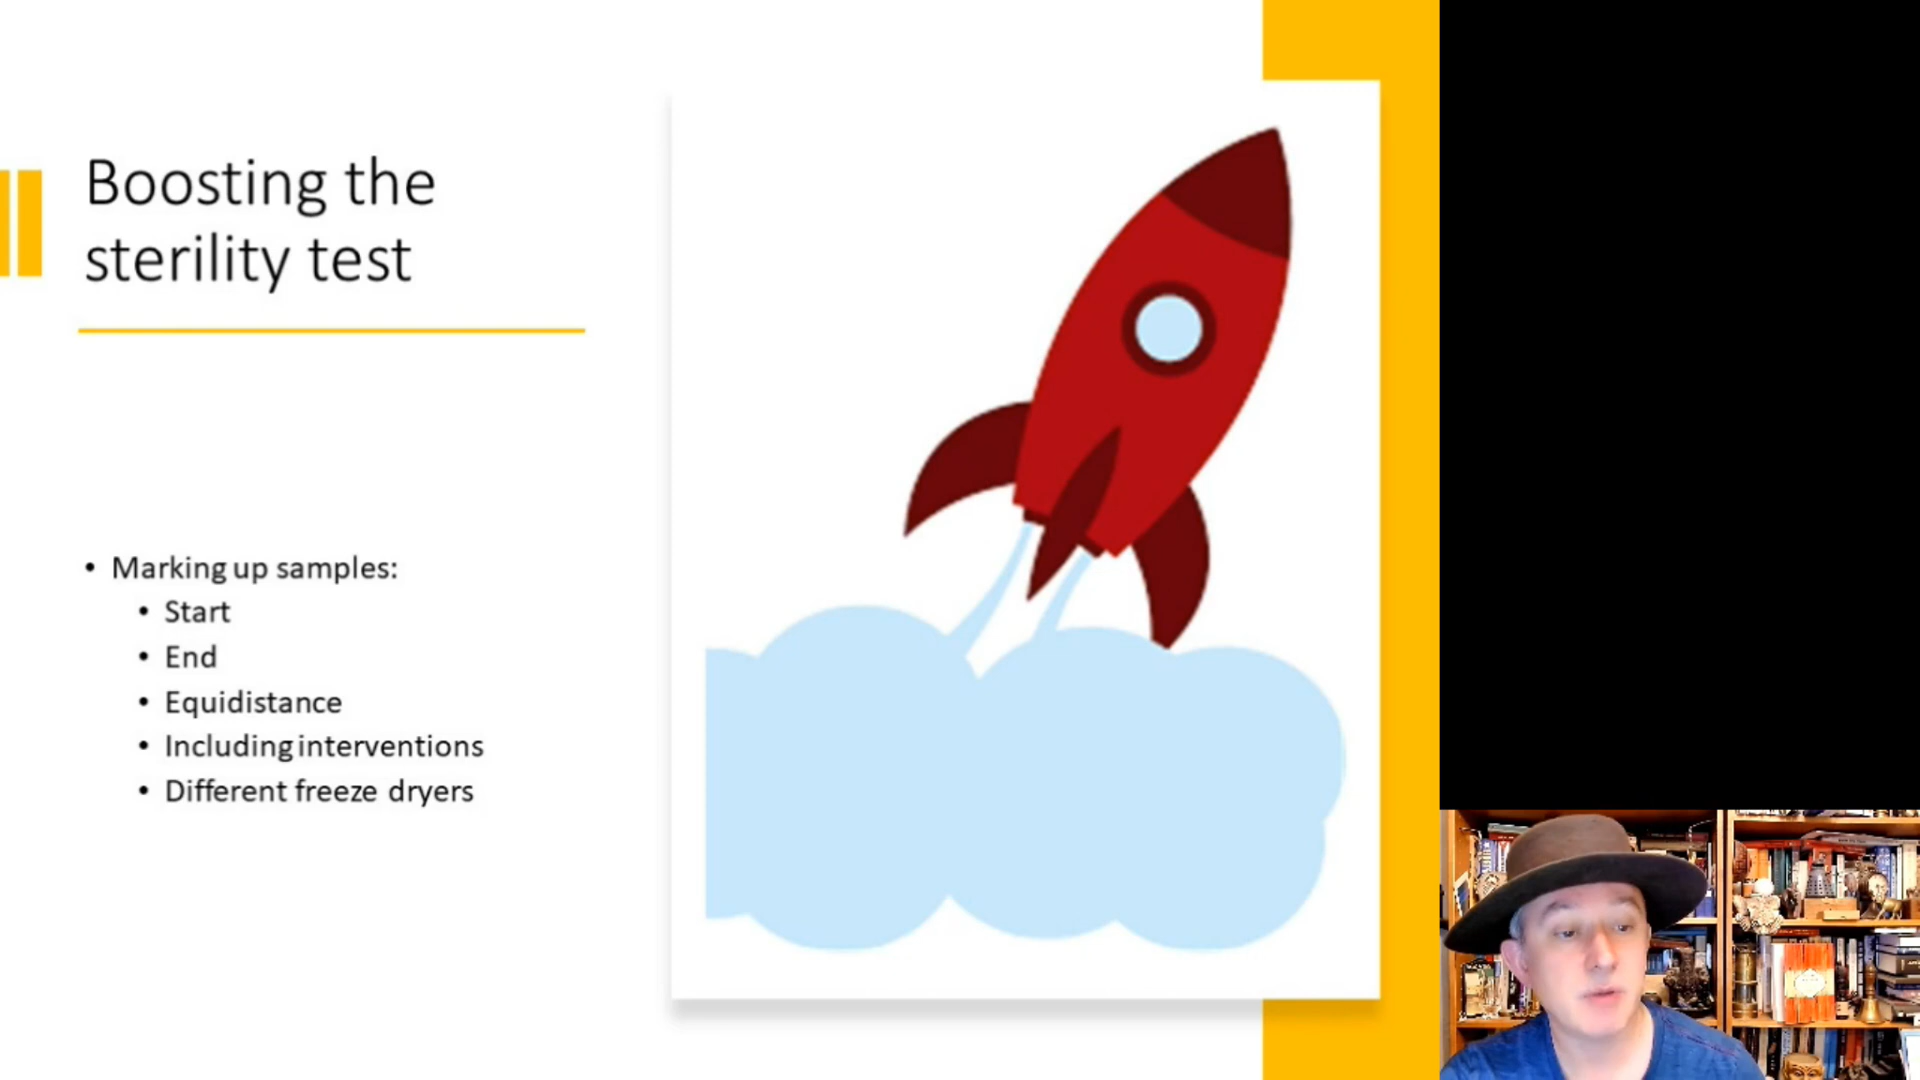 Boosting the
sterility test
• Marking up samples:
• Start
• End
• Equidistance
• Including interventions
• Different freeze dryers